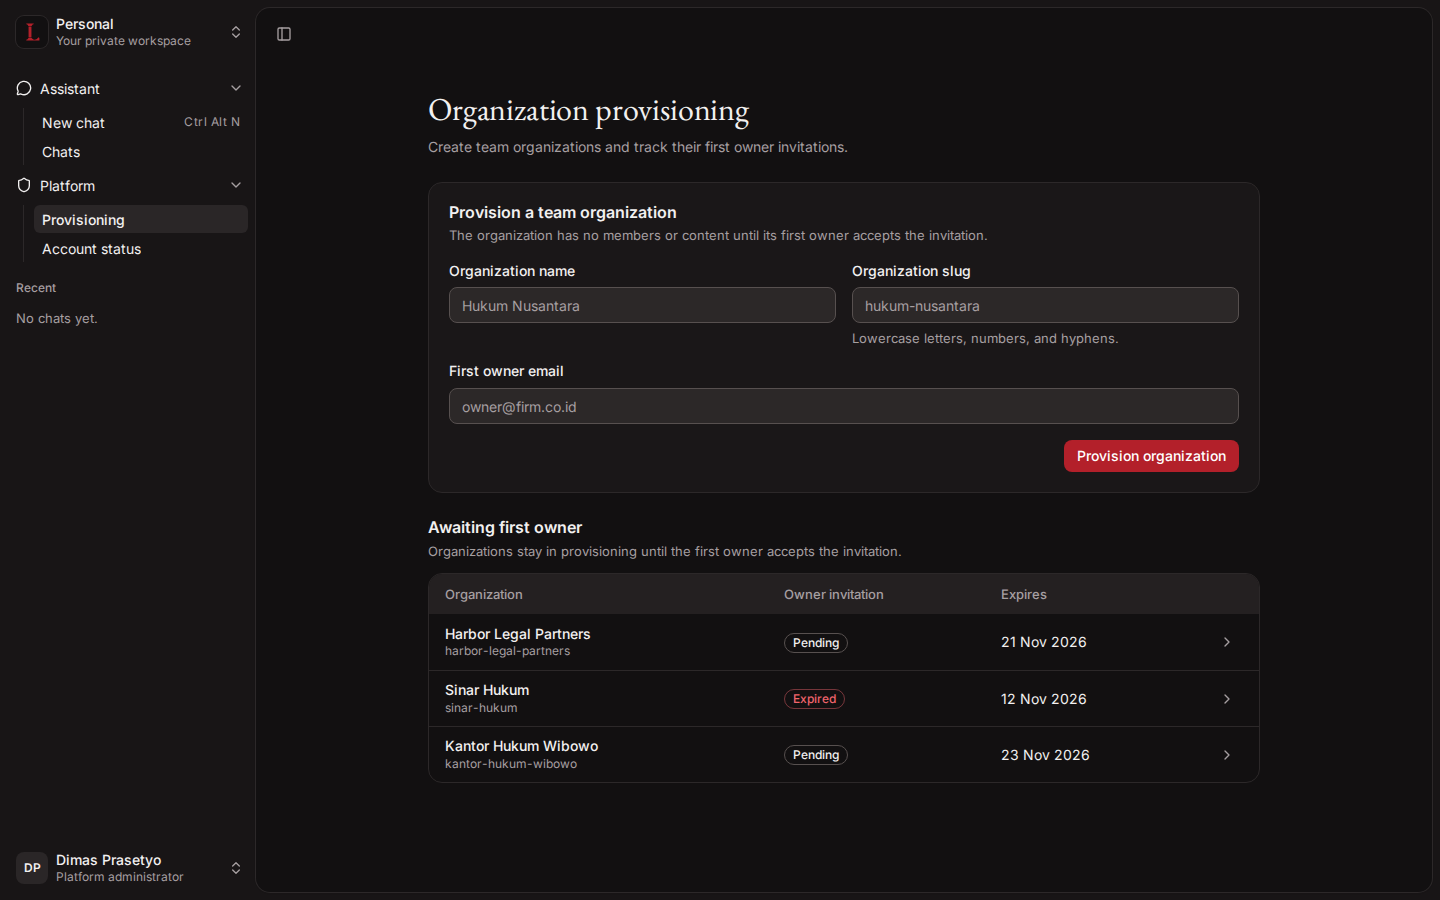 L
Personal
Your private workspace
Assistant
New chat Ctrl Alt N
Chats
Platform
Provisioning
Account status
Recent
No chats yet.
DP
Dimas Prasetyo
Platform administrator
Organization provisioning
Create team organizations and track their first owner invitations.
Provision a team organization
The organization has no members or content until its first owner accepts the invitation.
Organization name
Hukum Nusantara
Organization slug
hukum-nusantara
Lowercase letters, numbers, and hyphens.
First owner email
owner@firm.co.id
Provision organization
Awaiting first owner
Organizations stay in provisioning until the first owner accepts the invitation.
Organization Owner invitation Expires
Harbor Legal Partners
harbor-legal-partners
Pending
21 Nov 2026
Sinar Hukum
sinar-hukum
Expired
12 Nov 2026
Kantor Hukum Wibowo
kantor-hukum-wibowo
Pending
23 Nov 2026